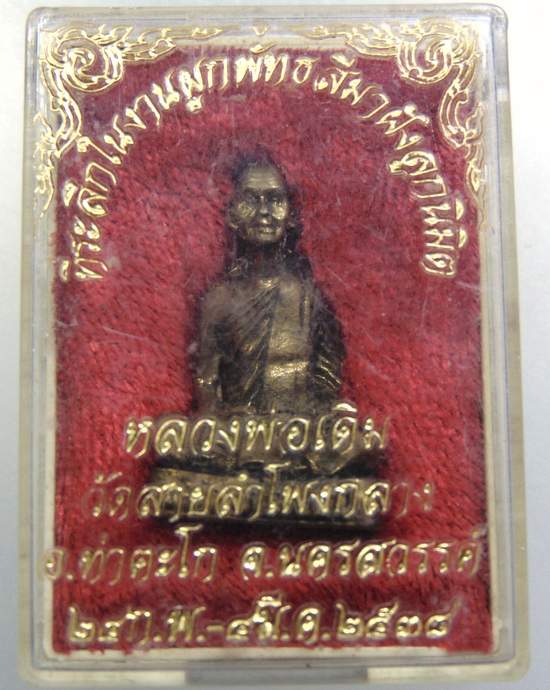 ที่ระลึกในงานผูกพัทธสีมาฝังลูกนิมิต
หลวงพ่อเดิม
วัดสายลำโพงกลาง
อ.ท่าตะโก จ.นครสวรรค์
๒๔ก.พ.-๔มี.ค.๒๕๓๘